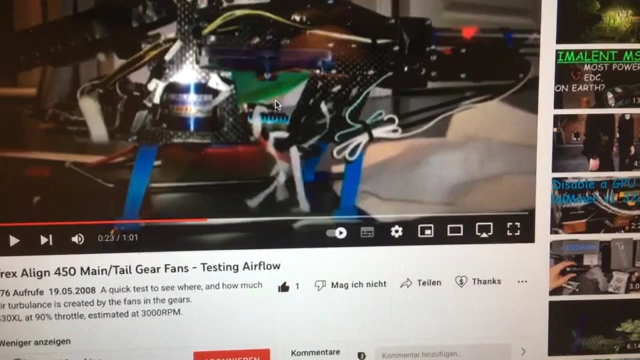 IMALENT MS
MOST POWER
EDC
ON EARTH?
Disable a GPU
0:23 / 1:01
rex Align 450 Main/Tail Gear Fans - Testing Airflow
76 Aufrufe 19.05.2008 A quick test to see where, and how much
ir turbulance is created by the fans in the gears.
430XL at 90% throttle, estimated at 3000RPM.
1 Mag ich nicht Teilen Thanks
Weniger anzeigen
ABONNIEREN
Kommentare
Kommentar hinzufügen.